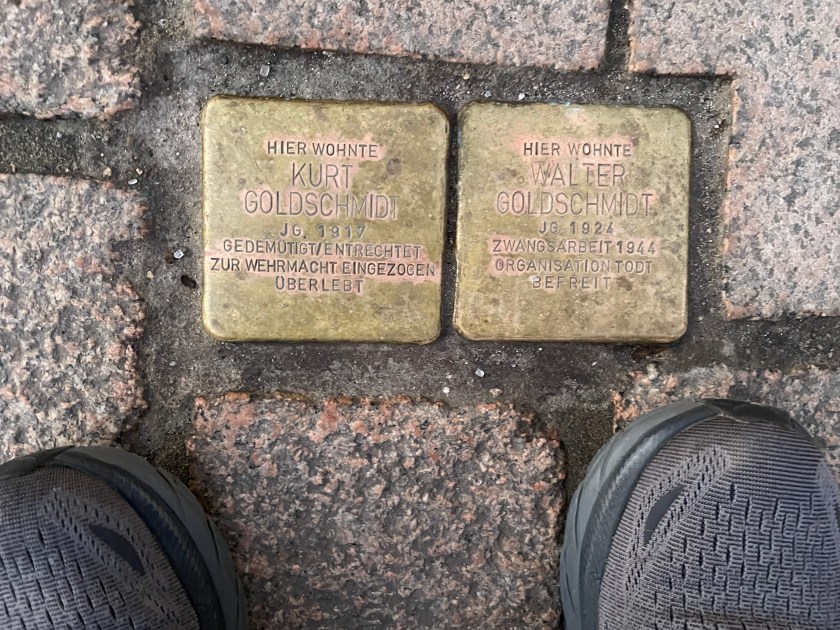 HIER WOHNTE
KURT
GOLDSCHMIDT
JG. 1917
GEDEMÜTIGT/ENTRECHTET
ZUR WEHRMACHT EINGEZOGEN
ÜBERLEBT
HIER WOHNTE
WALTER
GOLDSCHMIDT
JG. 1924
ZWANGSARBEIT 1944
ORGANISATION TODT
BEFREIT